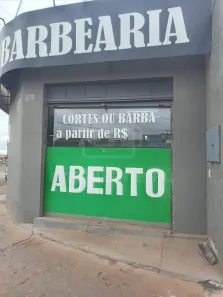 BARBEARIA
CORTES OU BARBA
à partir de R$
ABERTO